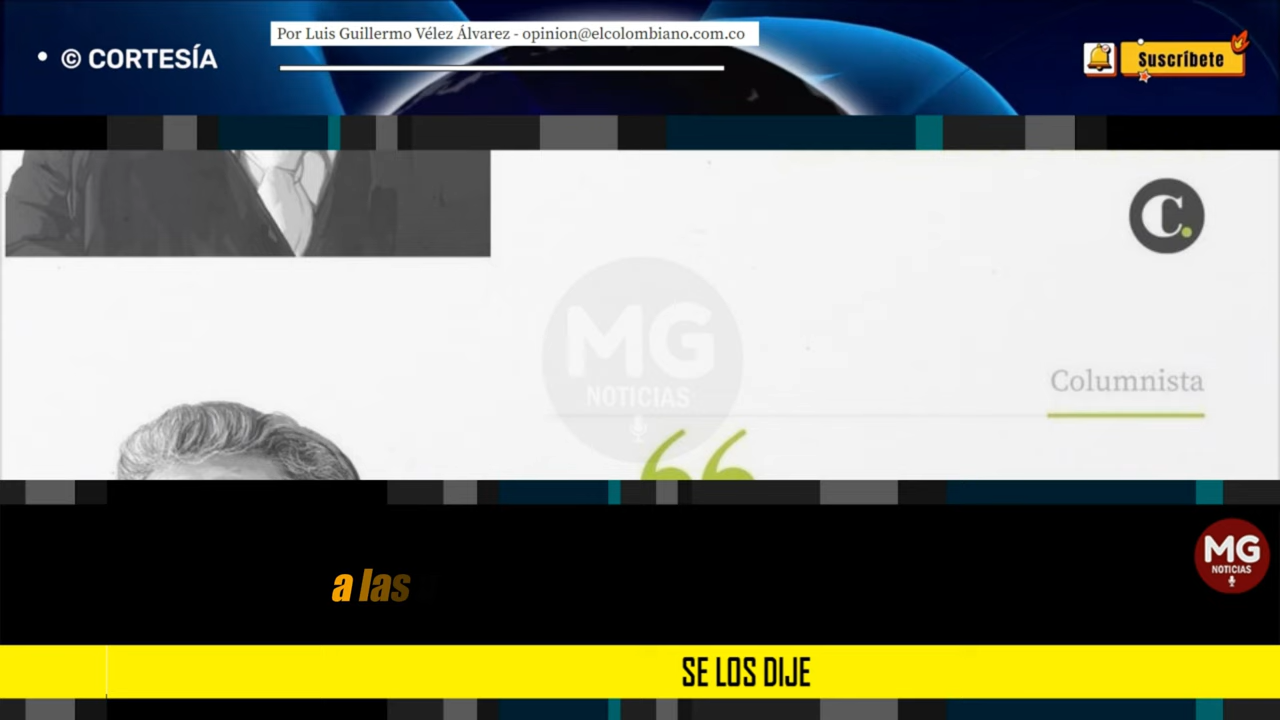 Por Luis Guillermo Vélez Álvarez - opinion@elcolombiano.com.co
• © CORTESÍA
Suscríbete
C.
Columnista
MG
NOTICIAS
“
a las
MG
NOTICIAS
SE LOS DIJE